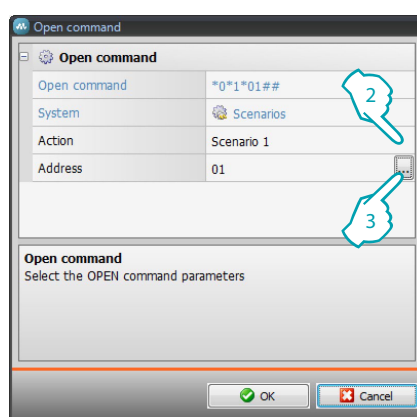 Open command
Open command
Open command *0*1*01##
System Scenarios
Action Scenario 1
Address 01 ...
2
3
Open command
Select the OPEN command parameters
OK Cancel